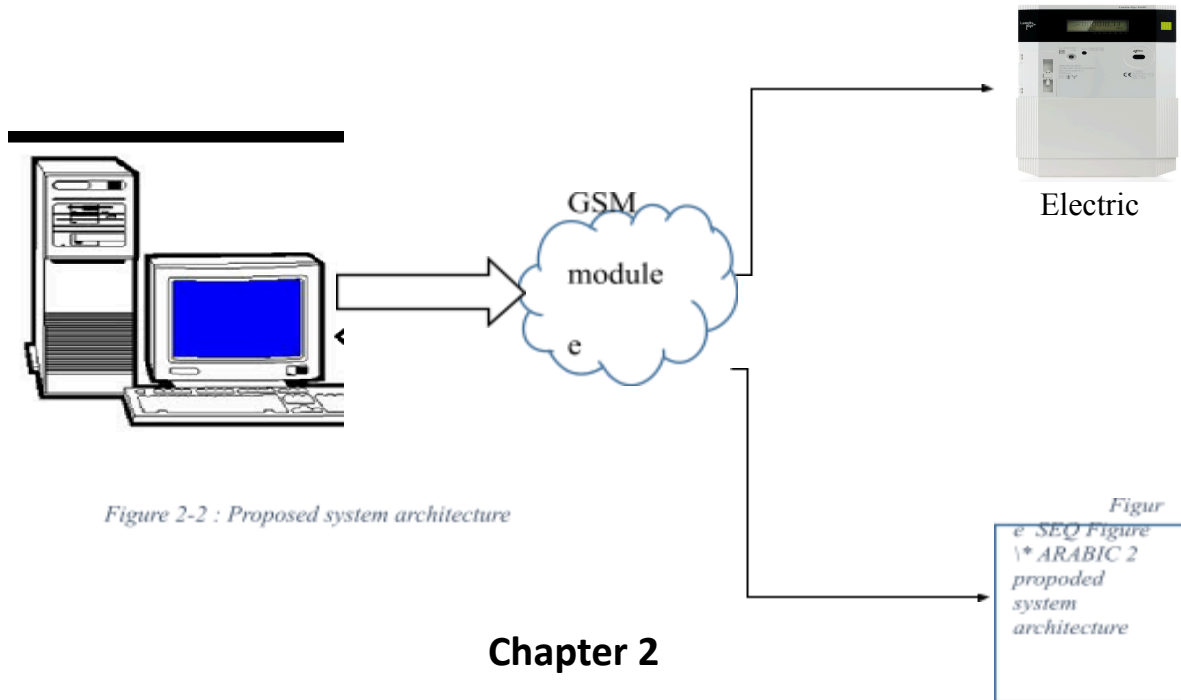 Electric
GSM
module
e
Figure 2-2 : Proposed system architecture
Figur
e SEQ Figure
\* ARABIC 2
propoded
system
architecture
Chapter 2